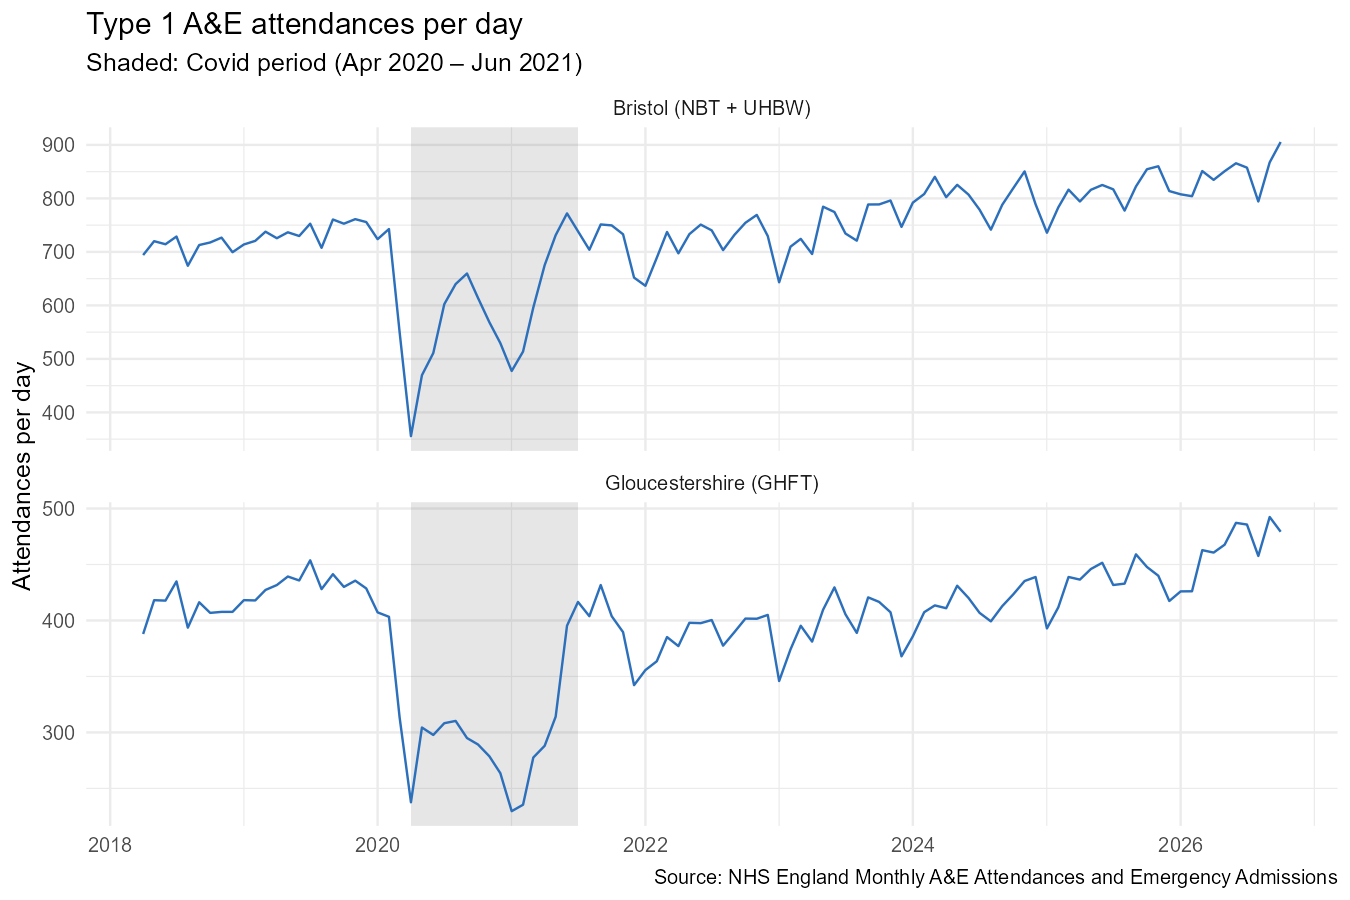 Type 1 A&E attendances per day
Shaded: Covid period (Apr 2020 – Jun 2021)
Attendances per day
Bristol (NBT + UHBW)
900
800
700
600
500
400
Gloucestershire (GHFT)
500
400
300
2018
2020
2022
2024
2026
Source: NHS England Monthly A&E Attendances and Emergency Admissions